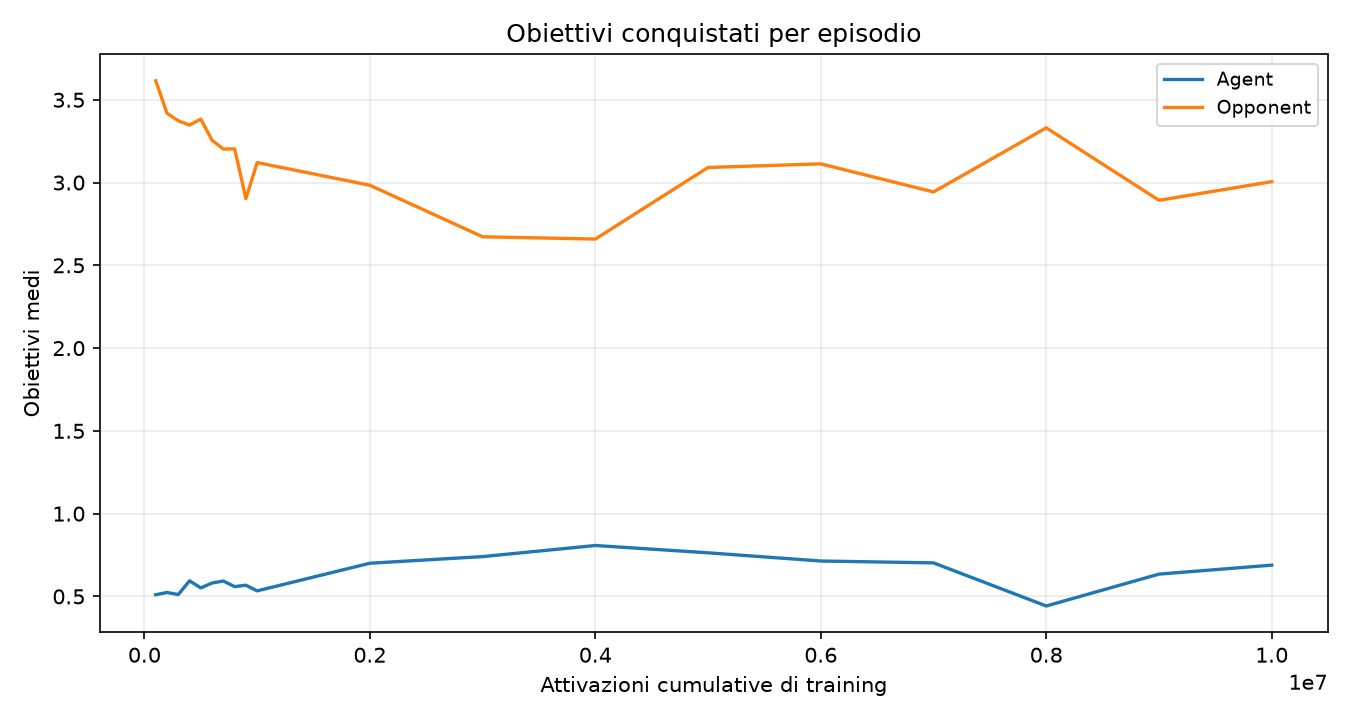 Obiettivi conquistati per episodio
Agent
Opponent
Obiettivi medi
3.5
3.0
2.5
2.0
1.5
1.0
0.5
0.0 0.2 0.4 0.6 0.8 1.0
1e7
Attivazioni cumulative di training